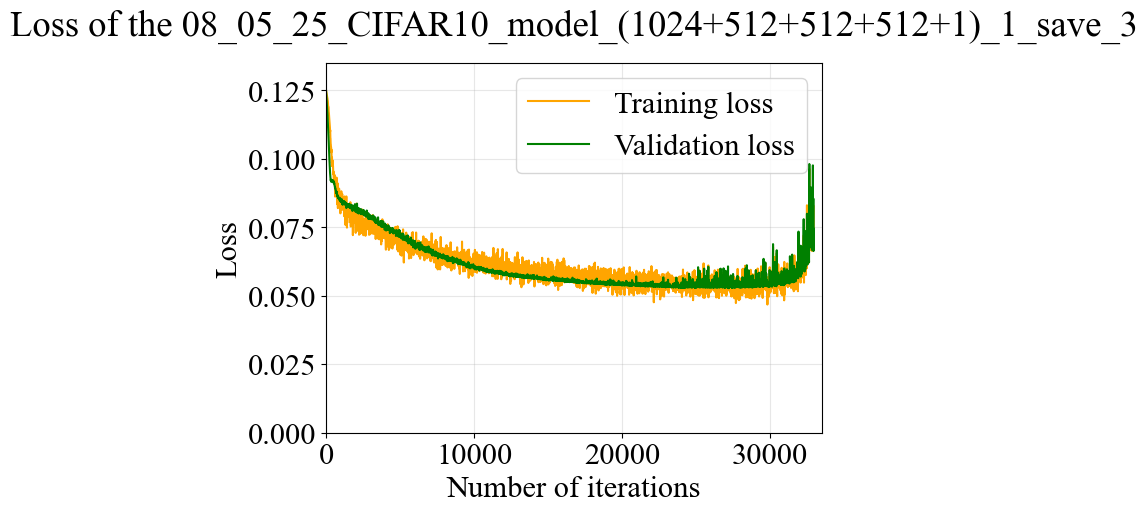 Loss of the 08_05_25_CIFAR10_model_(1024+512+512+512+1)_1_save_3
Training loss
Validation loss
Loss
0.125
0.100
0.075
0.050
0.025
0.000
0 10000 20000 30000
Number of iterations